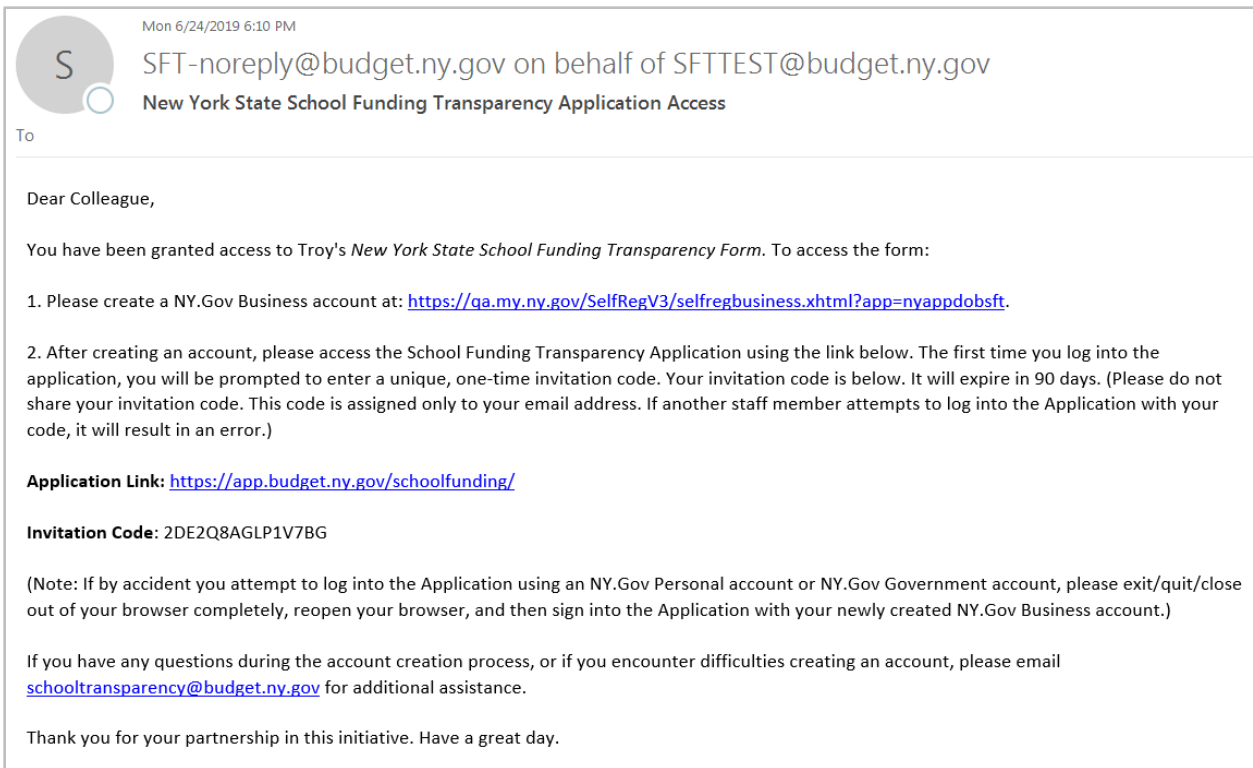 Mon 6/24/2019 6:10 PM
S
SFT-noreply@budget.ny.gov on behalf of SFTTEST@budget.ny.gov
New York State School Funding Transparency Application Access
To
Dear Colleague,
You have been granted access to Troy's New York State School Funding Transparency Form. To access the form:
1. Please create a NY.Gov Business account at: https://qa.my.ny.gov/SelfRegV3/selfregbusiness.xhtml?app=nyappdobsft.
2. After creating an account, please access the School Funding Transparency Application using the link below. The first time you log into the
application, you will be prompted to enter a unique, one-time invitation code. Your invitation code is below. It will expire in 90 days. (Please do not
share your invitation code. This code is assigned only to your email address. If another staff member attempts to log into the Application with your
code, it will result in an error.)
Application Link: https://app.budget.ny.gov/schoolfunding/
Invitation Code: 2DE2Q8AGLP1V7BG
(Note: If by accident you attempt to log into the Application using an NY.Gov Personal account or NY.Gov Government account, please exit/quit/close
out of your browser completely, reopen your browser, and then sign into the Application with your newly created NY.Gov Business account.)
If you have any questions during the account creation process, or if you encounter difficulties creating an account, please email
schooltransparency@budget.ny.gov for additional assistance.
Thank you for your partnership in this initiative. Have a great day.